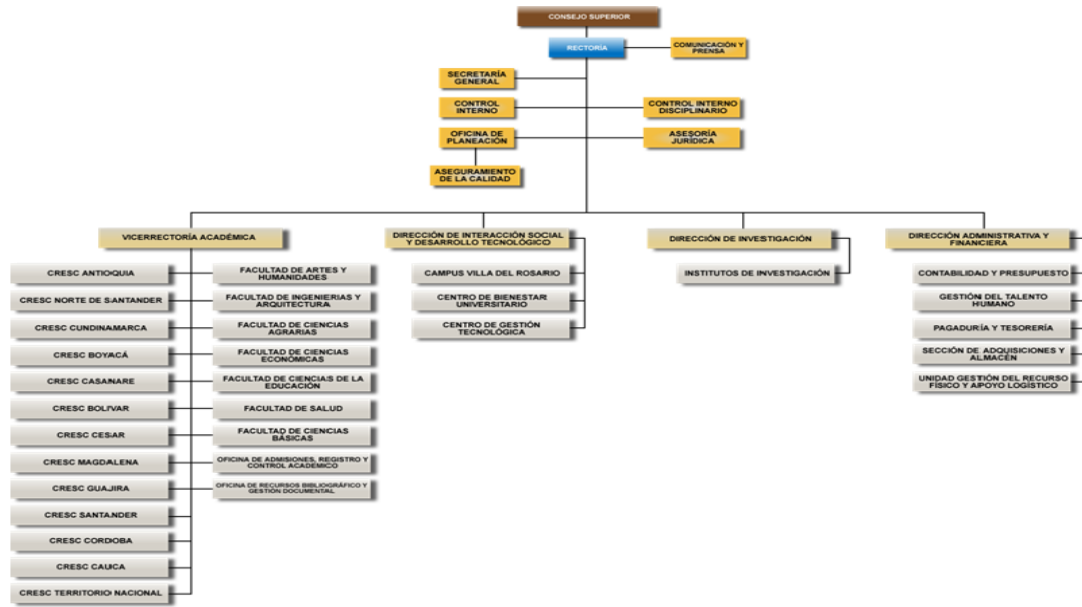 CONSEJO SUPERIOR
RECTORÍA
COMUNICACIÓN Y
PRENSA
SECRETARÍA
GENERAL
CONTROL
INTERNO
CONTROL INTERNO
DISCIPLINARIO
OFICINA DE
PLANEACIÓN
ASESORÍA
JURÍDICA
ASEGURAMIENTO
DE LA CALIDAD
VICERRECTORÍA ACADÉMICA
CRESC ANTIOQUIA
CRESC NORTE DE SANTANDER
CRESC CUNDINAMARCA
CRESC BOYACÁ
CRESC CASANARE
CRESC BOLÍVAR
CRESC CESAR
CRESC MAGDALENA
CRESC GUAJIRA
CRESC SANTANDER
CRESC CORDOBA
CRESC CAUCA
CRESC TERRITORIO NACIONAL
FACULTAD DE ARTES Y
HUMANIDADES
FACULTAD DE INGENIERIAS Y
ARQUITECTURA
FACULTAD DE CIENCIAS
AGRARIAS
FACULTAD DE CIENCIAS
ECONÓMICAS
FACULTAD DE CIENCIAS DE LA
EDUCACIÓN
FACULTAD DE SALUD
FACULTAD DE CIENCIAS
BÁSICAS
OFICINA DE ADMISIONES, REGISTRO Y
CONTROL ACADÉMICO
OFICINA DE RECURSOS BIBLIOGRÁFICO Y
GESTIÓN DOCUMENTAL
DIRECCIÓN DE INTERACCIÓN SOCIAL
Y DESARROLLO TECNOLÓGICO
CAMPUS VILLA DEL ROSARIO
CENTRO DE BIENESTAR
UNIVERSITARIO
CENTRO DE GESTIÓN
TECNOLÓGICA
DIRECCIÓN DE INVESTIGACIÓN
INSTITUTOS DE INVESTIGACIÓN
DIRECCIÓN ADMINISTRATIVA Y
FINANCIERA
CONTABILIDAD Y PRESUPUESTO
GESTIÓN DEL TALENTO
HUMANO
PAGADURÍA Y TESORERÍA
SECCIÓN DE ADQUISICIONES Y
ALMACÉN
UNIDAD GESTIÓN DEL RECURSO
FÍSICO Y APOYO LOGÍSTICO